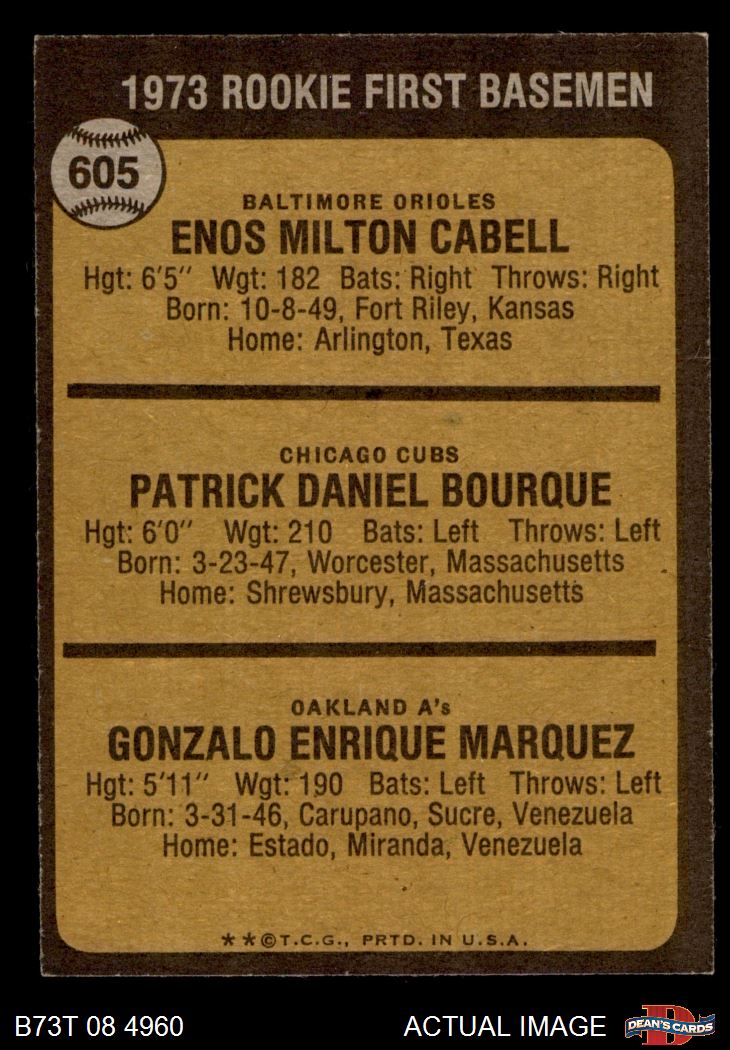 1973 ROOKIE FIRST BASEMEN
605
BALTIMORE ORIOLES
ENOS MILTON CABELL
Hgt: 6'5" Wgt: 182 Bats: Right Throws: Right
Born: 10-8-49, Fort Riley, Kansas
Home: Arlington, Texas
CHICAGO CUBS
PATRICK DANIEL BOURQUE
Hgt: 6'0" Wgt: 210 Bats: Left Throws: Left
Born: 3-23-47, Worcester, Massachusetts
Home: Shrewsbury, Massachusetts
OAKLAND A's
GONZALO ENRIQUE MARQUEZ
Hgt: 5'11" Wgt: 190 Bats: Left Throws: Left
Born: 3-31-46, Carupano, Sucre, Venezuela
Home: Estado, Miranda, Venezuela
**©T.C.G., PRTD. IN U.S.A.
B73T 08 4960 ACTUAL IMAGE
D
DEAN'S CARDS